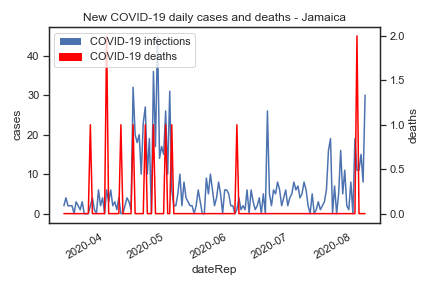 New COVID-19 daily cases and deaths - Jamaica
COVID-19 infections
COVID-19 deaths
cases
40
30
20
10
0
deaths
2.0
1.5
1.0
0.5
0.0
2020-04
2020-05
2020-06
2020-07
2020-08
dateRep